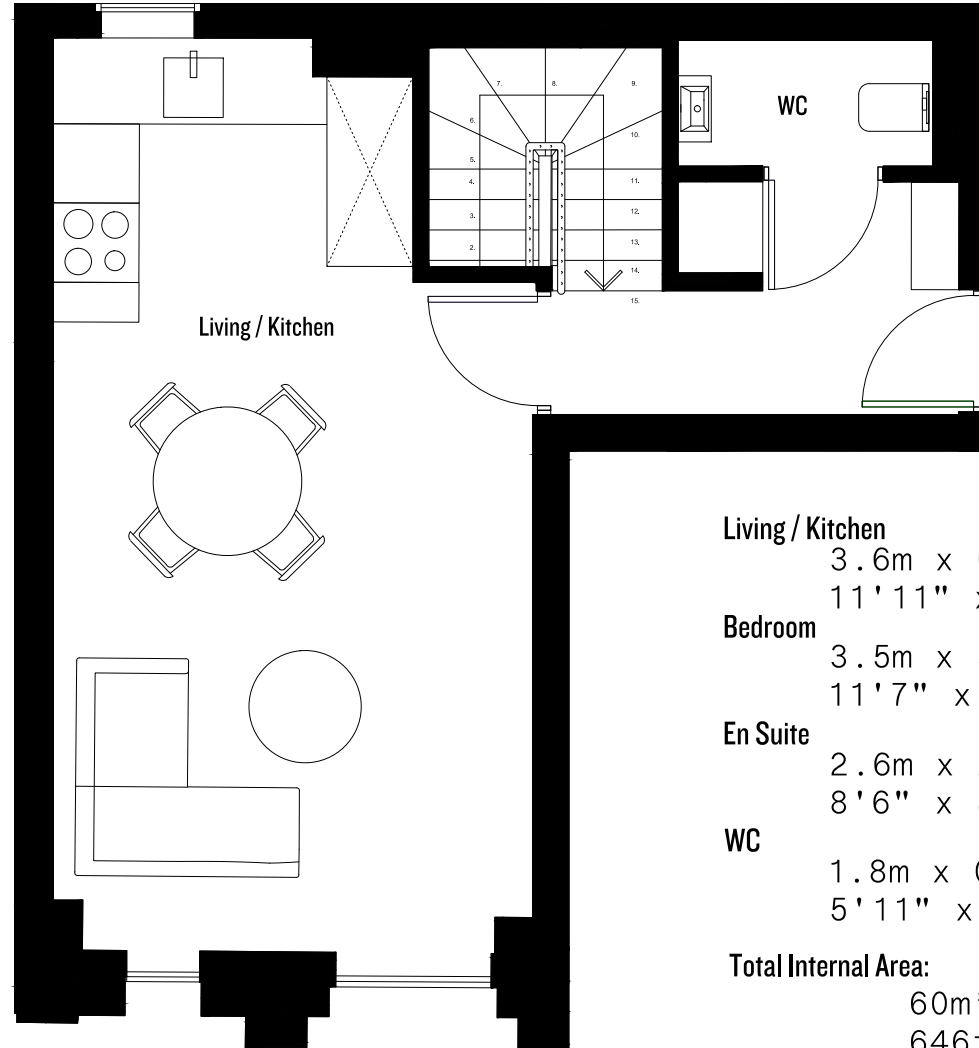 7.
8.
9.
6.
10.
5.
4.
11.
3.
12.
2.
13.
14.
15.
WC
Living / Kitchen
Living / Kitchen
3.6m x
11'11"
Bedroom
3.5m x
11'7" x
En Suite
2.6m x
8'6" x
WC
1.8m x
5'11" x
Total Internal Area:
60m
646